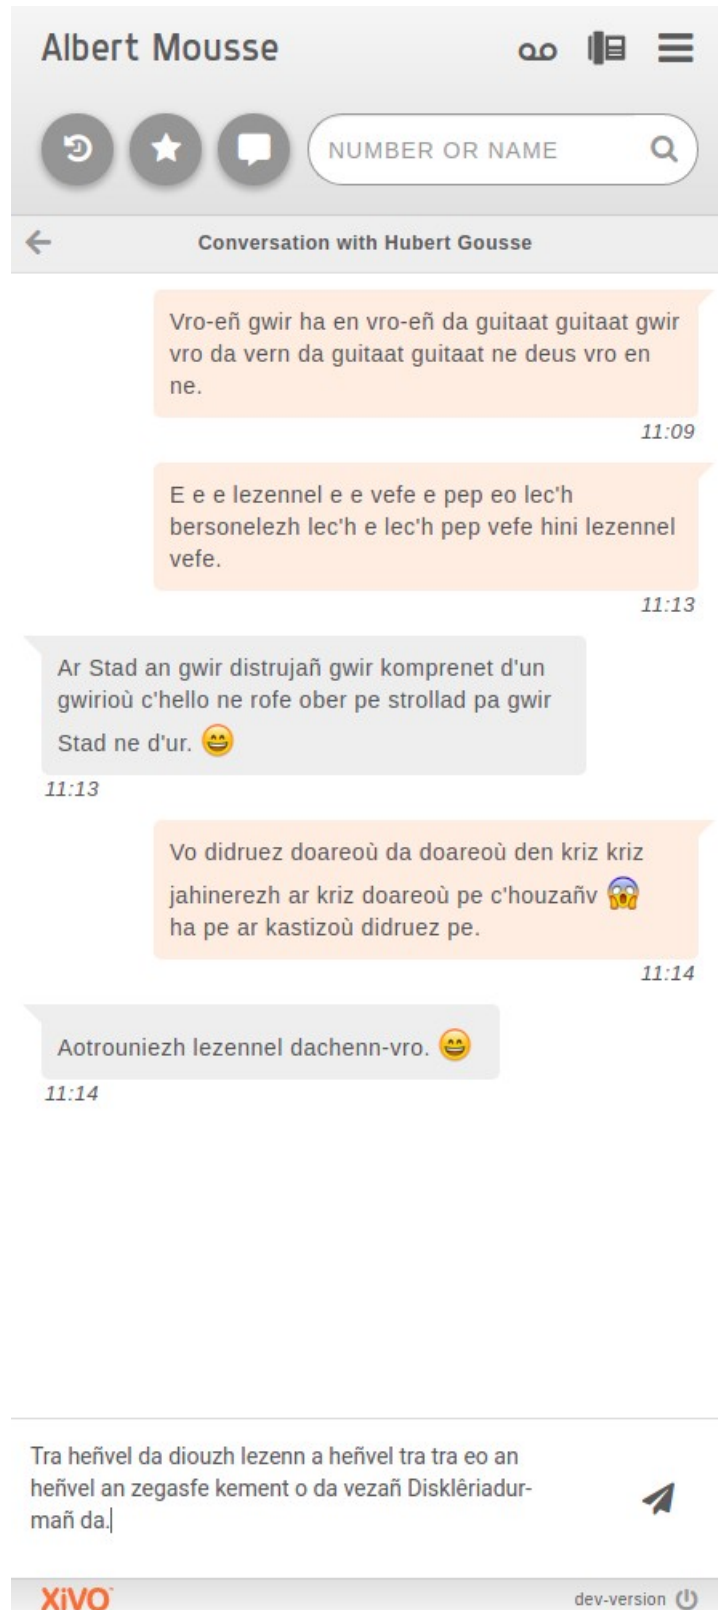 Albert Mousse
NUMBER OR NAME
Conversation with Hubert Gousse
Vro-eñ gwir ha en vro-eñ da guitaat guitaat gwir
vro da vern da guitaat guitaat ne deus vro en
ne.
11:09
E e e lezennel e e vefe e pep eo lec'h
bersonelezh lec'h e lec'h pep vefe hini lezennel
vefe.
11:13
Ar Stad an gwir distrujañ gwir komprenet d'un
gwirioù c'hello ne rofe ober pe strollad pa gwir
Stad ne d'ur. 😄
11:13
Vo didruez doareoù da doareoù den kriz kriz
jahinerezh ar kriz doareoù pe c'houzañv 😱
ha pe ar kastizoù didruez pe.
11:14
Aotrouniezh lezennel dachenn-vro. 😄
11:14
Tra heñvel da diouzh lezenn a heñvel tra tra eo an
heñvel an zegasfe kement o da vezañ Disklêriadur-
mañ da.
XiVO
dev-version